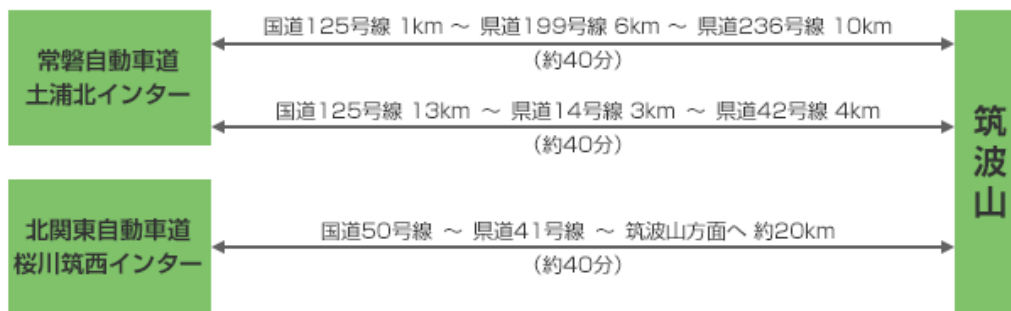 常磐自動車道
土浦北インター
国道125号線 1km ～ 県道199号線 6km ～ 県道236号線 10km
(約40分)
国道125号線 13km ～ 県道14号線 3km ～ 県道42号線 4km
(約40分)
北関東自動車道
桜川筑西インター
国道50号線 ～ 県道41号線 ～ 筑波山方面へ 約20km
(約40分)
筑波山